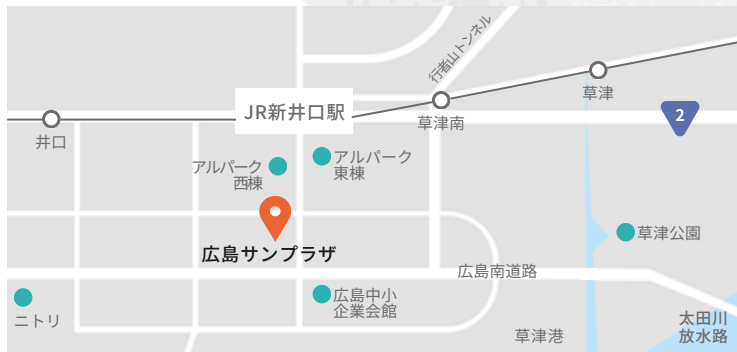 行者山トンネル
草津
JR新井口駅
2
草津南
井口
アルパーク
東棟
アルパーク
西棟
草津公園
広島サンプラザ
広島南道路
広島中小
企業会館
ニトリ
太田川
放水路
草津港